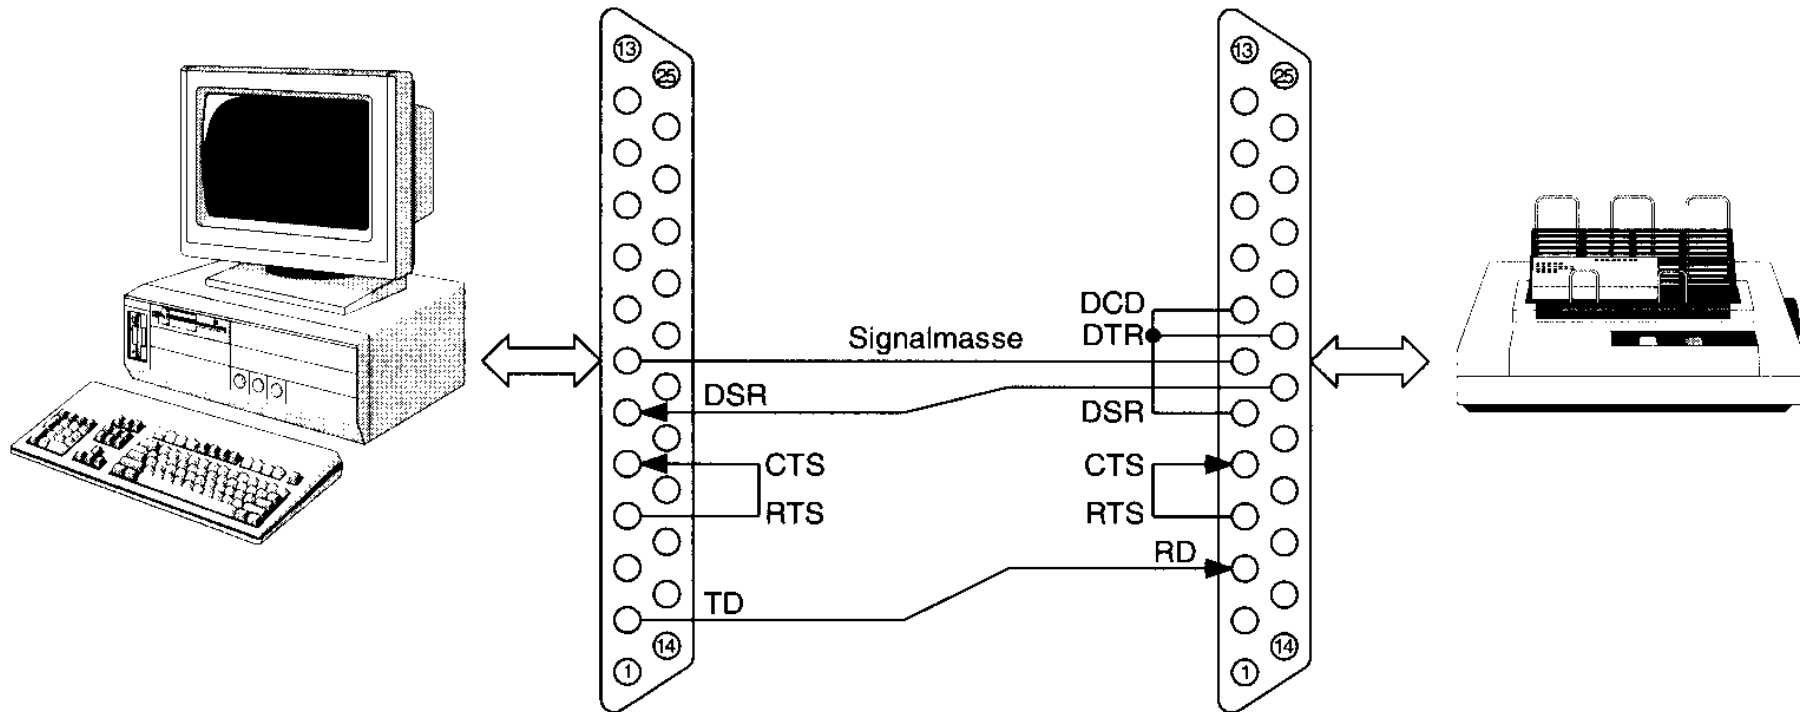 13
25
13
25
DCD
Signalmasse
DTR
DSR
DSR
CTS
CTS
RTS
RTS
RD
TD
14
14
1
1